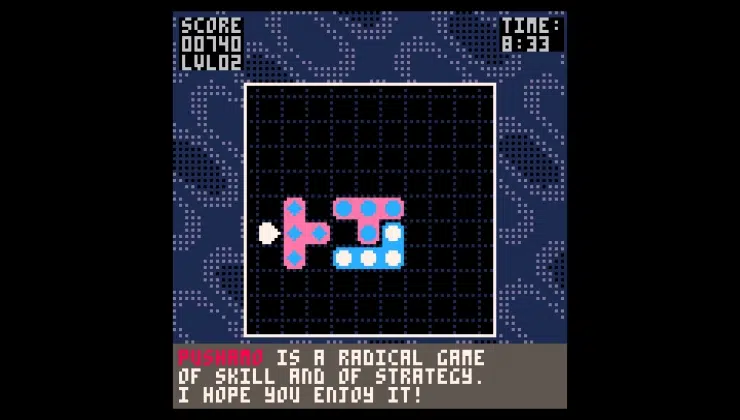 SCORE
00740
LVL02
TIME:
8:33
PUSHAMO IS A RADICAL GAME
OF SKILL AND OF STRATEGY.
I HOPE YOU ENJOY IT!